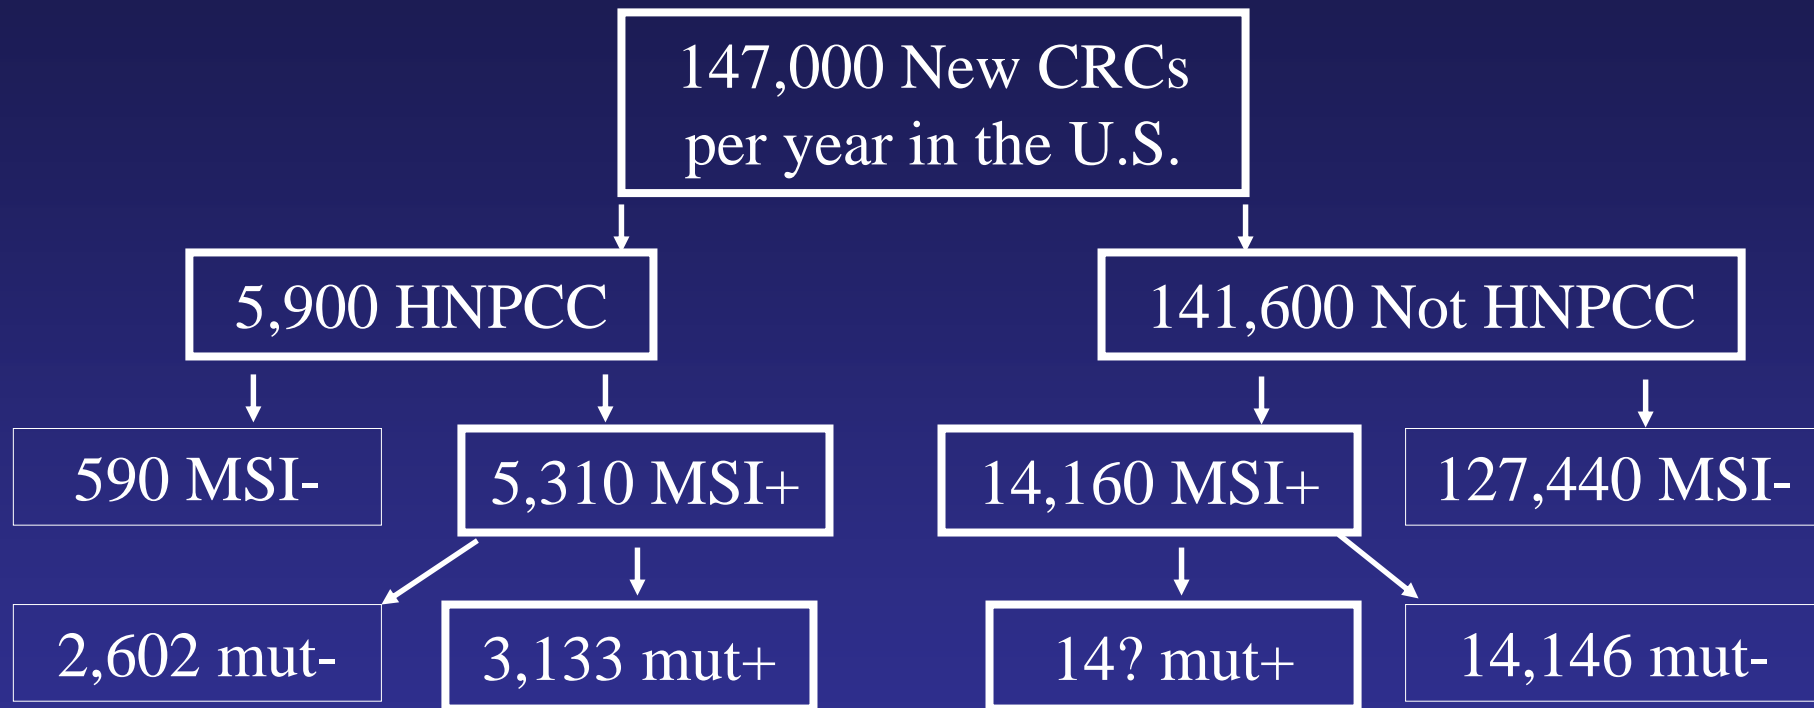 147,000 New CRCs
per year in the U.S.
5,900 HNPCC
141,600 Not HNPCC
590 MSI-
5,310 MSI+
14,160 MSI+
127,440 MSI-
2,602 mut-
3,133 mut+
14? mut+
14,146 mut-